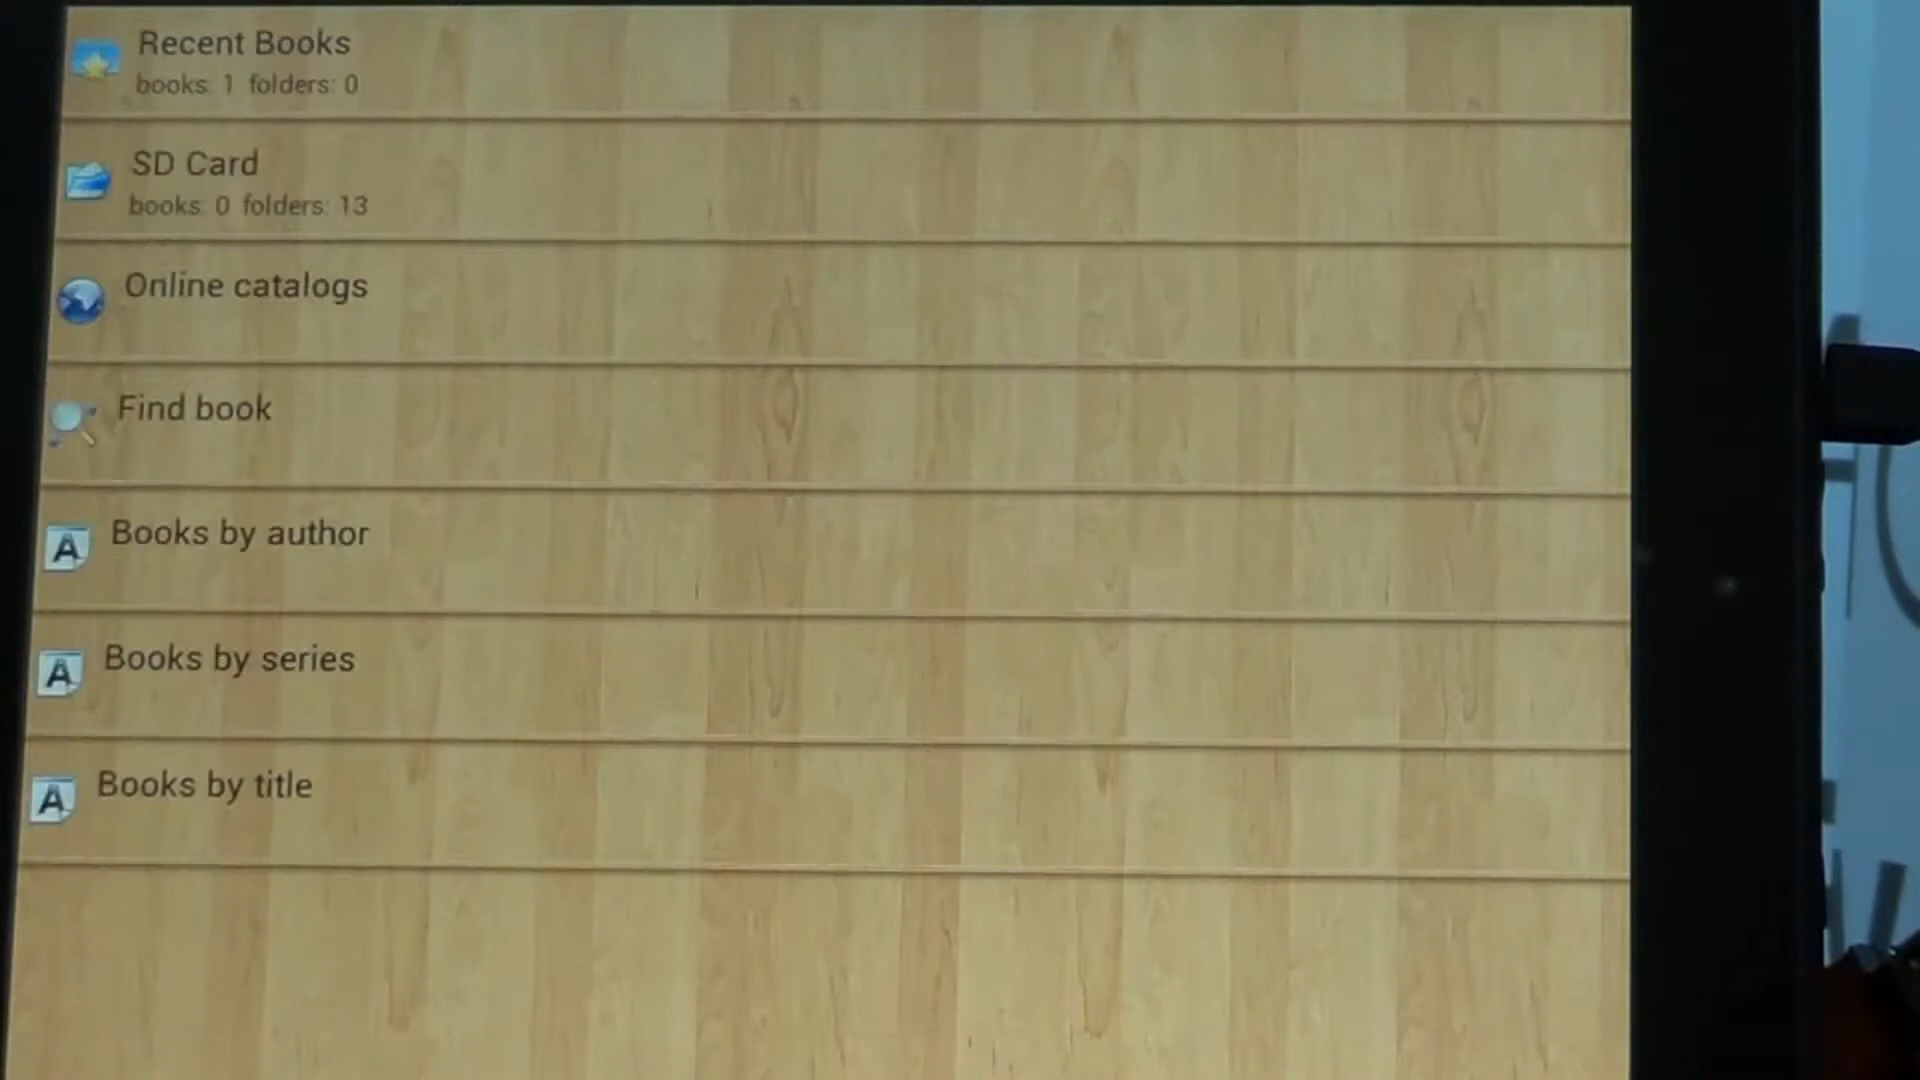 Recent Books
books: 1 folders: 0
SD Card
books: 0 folders: 13
Online catalogs
Find book
A Books by author
A Books by series
A Books by title